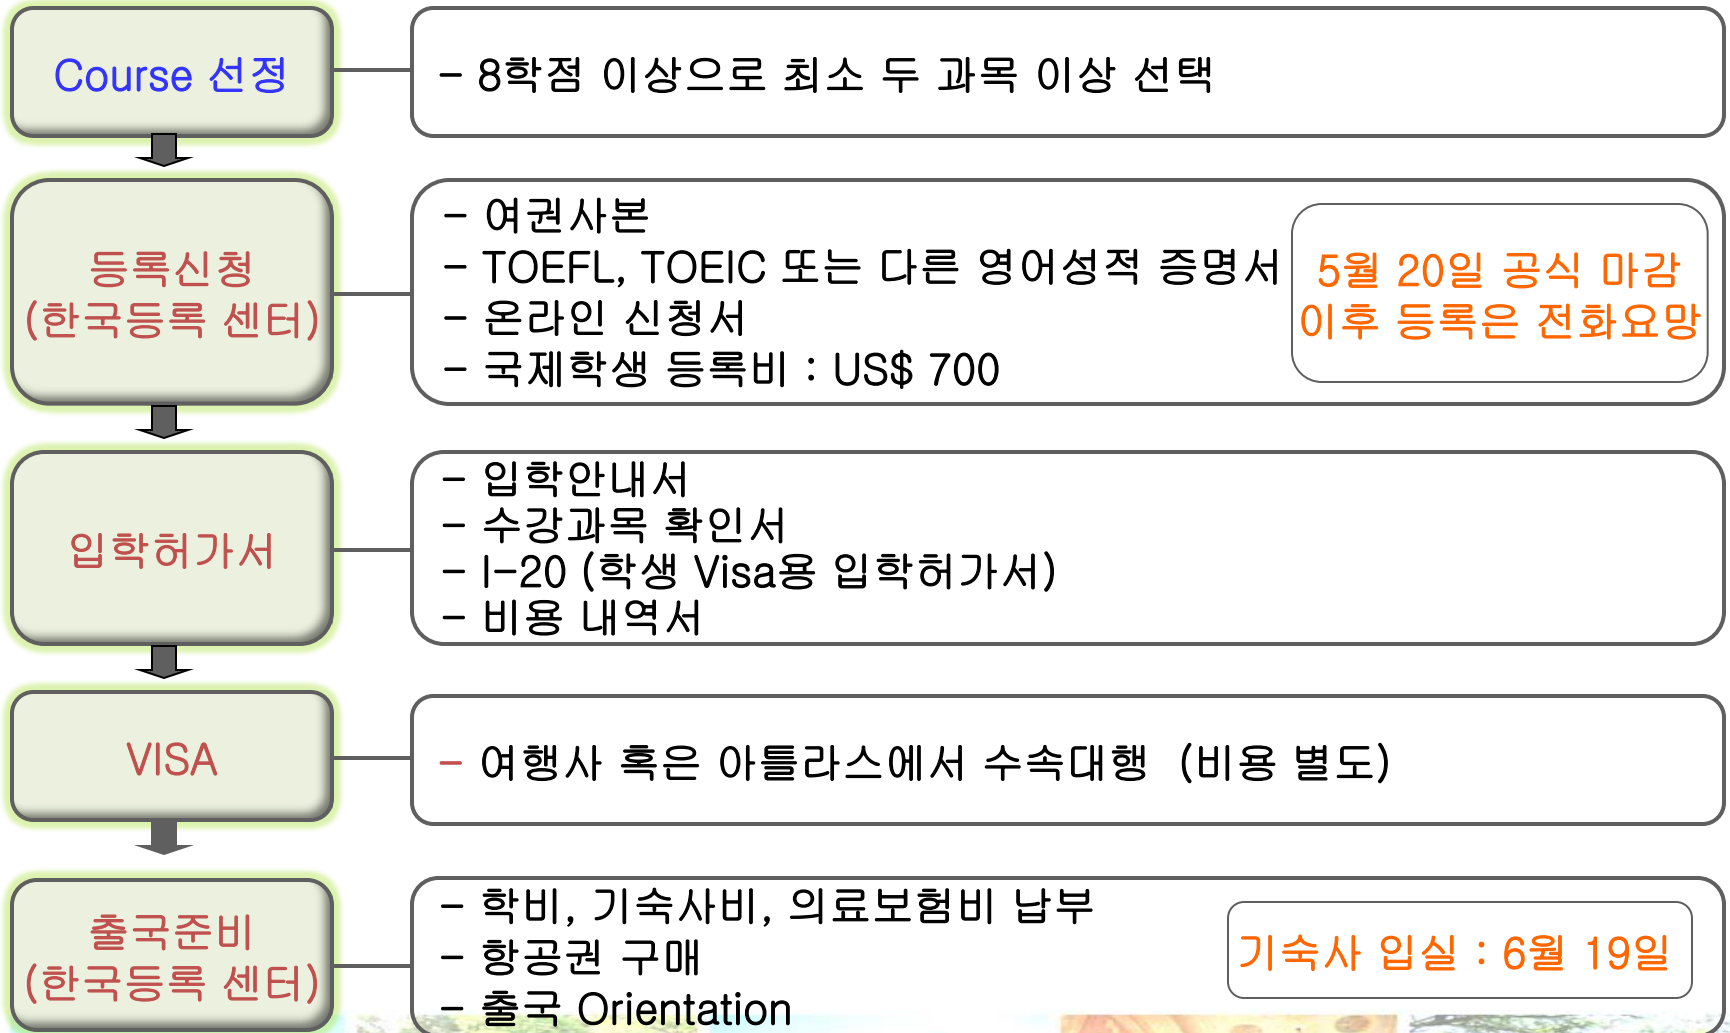 Course 선정
- 8학점 이상으로 최소 두 과목 이상 선택
등록신청
(한국등록 센터)
- 여권사본
- TOEFL, TOEIC 또는 다른 영어성적 증명서
- 온라인 신청서
- 국제학생 등록비 : US$ 700
5월 20일 공식 마감
이후 등록은 전화요망
입학허가서
- 입학안내서
- 수강과목 확인서
- I-20 (학생 Visa용 입학허가서)
- 비용 내역서
VISA
- 여행사 혹은 아틀라스에서 수속대행 (비용 별도)
출국준비
(한국등록 센터)
- 학비, 기숙사비, 의료보험비 납부
- 항공권 구매
- 출국 Orientation
기숙사 입실 : 6월 19일